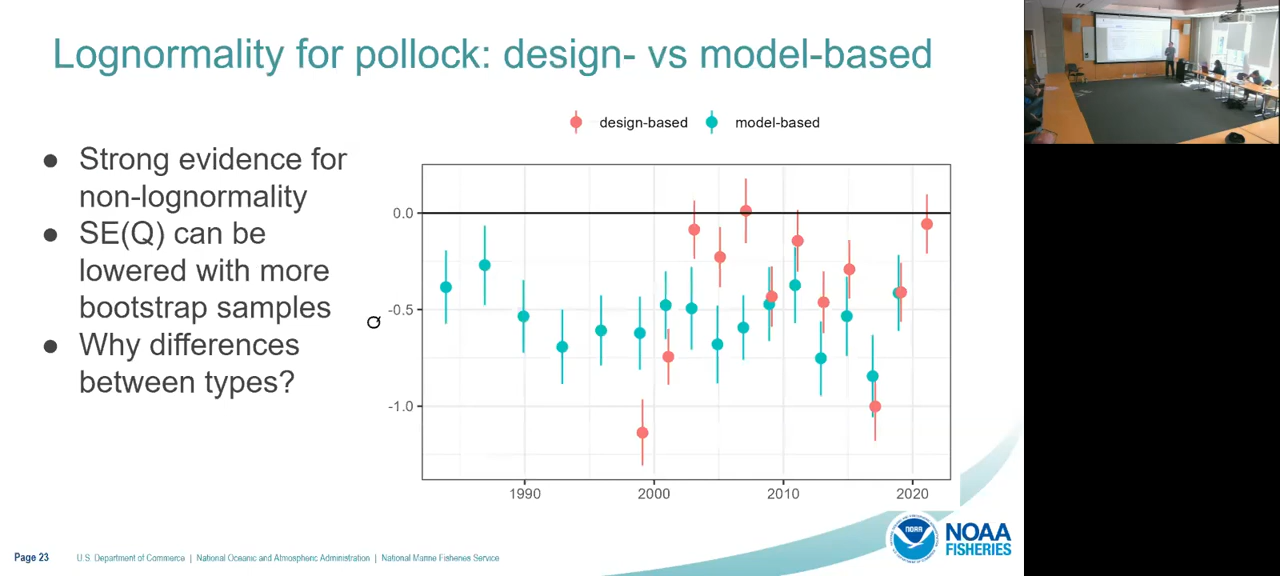 Lognormality for pollock: design- vs model-based
● Strong evidence for
non-lognormality
● SE(Q) can be
lowered with more
bootstrap samples
● Why differences
between types?
design-based model-based
Q
0.0
-0.5
-1.0
1990 2000 2010 2020
Page 23
U.S. Department of Commerce | National Oceanic and Atmospheric Administration | National Marine Fisheries Service
NOAA
NOAA
FISHERIES